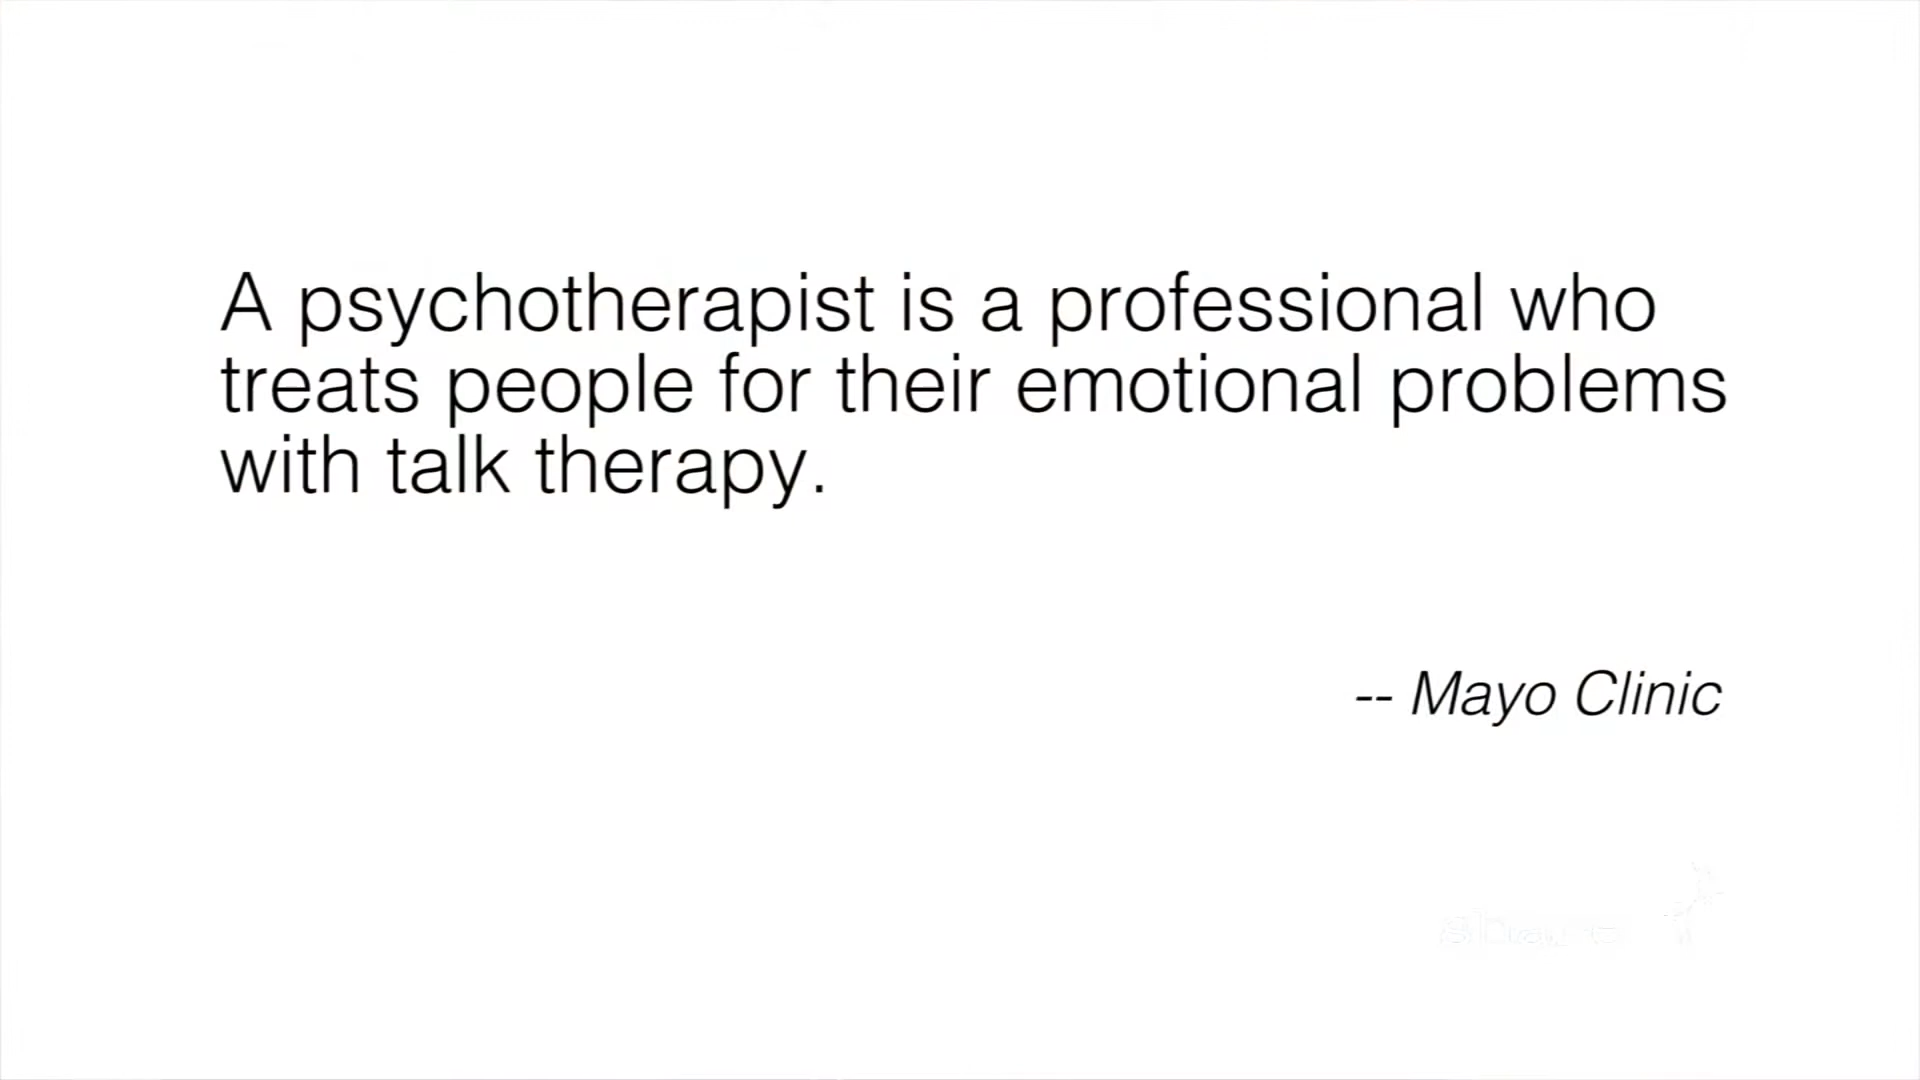 A psychotherapist is a professional who
treats people for their emotional problems
with talk therapy.
-- Mayo Clinic